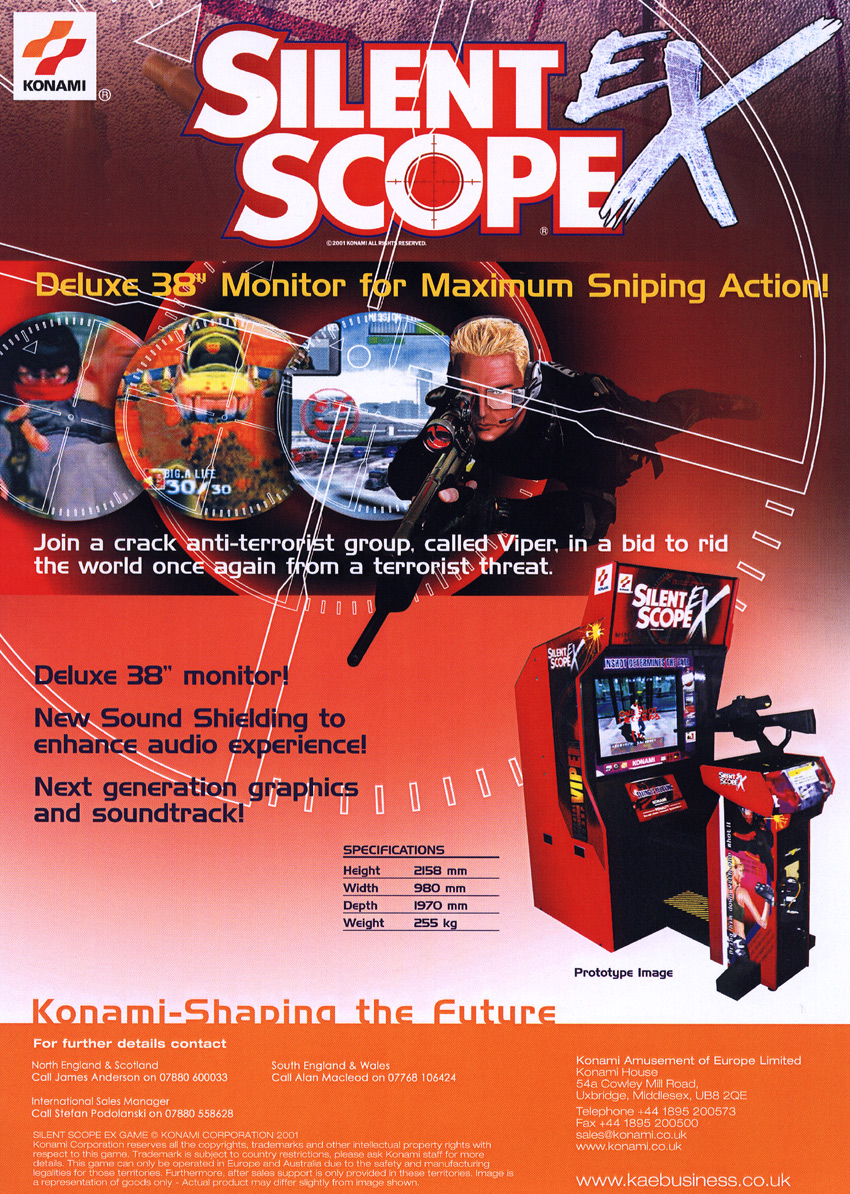 KONAMI ®
SILENT EX
SCOPE ®
©2001 KONAMI ALL RIGHTS RESERVED.
Deluxe 38" Monitor for Maximum Sniping Action!
MISSION
BIG.A LIFE
30/30
Join a crack anti-terrorist group, called Viper, in a bid to rid
the world once again from a terrorist threat.
KONAMI
KONAMI
SILENT EX
SCOPE
SILENT EX
SCOPE
Deluxe 38" monitor!
New Sound Shielding to
enhance audio experience!
Next generation graphics
and soundtrack!
KONAMI
VIPER
SILENT
SCOPE EX
SPECIFICATIONS
Height 2158 mm
Width 980 mm
Depth 1970 mm
Weight 255 kg
Prototype Image
Konami-Shaping the Future
For further details contact
North England & Scotland
Call James Anderson on 07880 600033
South England & Wales
Call Alan Macleod on 07768 106424
International Sales Manager
Call Stefan Podolanski on 07880 558628
SILENT SCOPE EX GAME © KONAMI CORPORATION 2001
Konami Corporation reserves all the copyrights, trademarks and other intellectual property rights with
respect to this game. Trademark is subject to country restrictions, please ask Konami staff for more
details. This game can only be operated in Europe and Australia due to the safety and manufacturing
legalities for those territories. Furthermore, after sales support is only provided in these territories. Image is
a representation of goods only - Actual product may differ slightly from image shown.
Konami Amusement of Europe Limited
Konami House
54a Cowley Mill Road,
Uxbridge, Middlesex, UB8 2QE
Telephone +44 1895 200573
Fax +44 1895 200500
sales@konami.co.uk
www.konami.co.uk
www.kaebusiness.co.uk